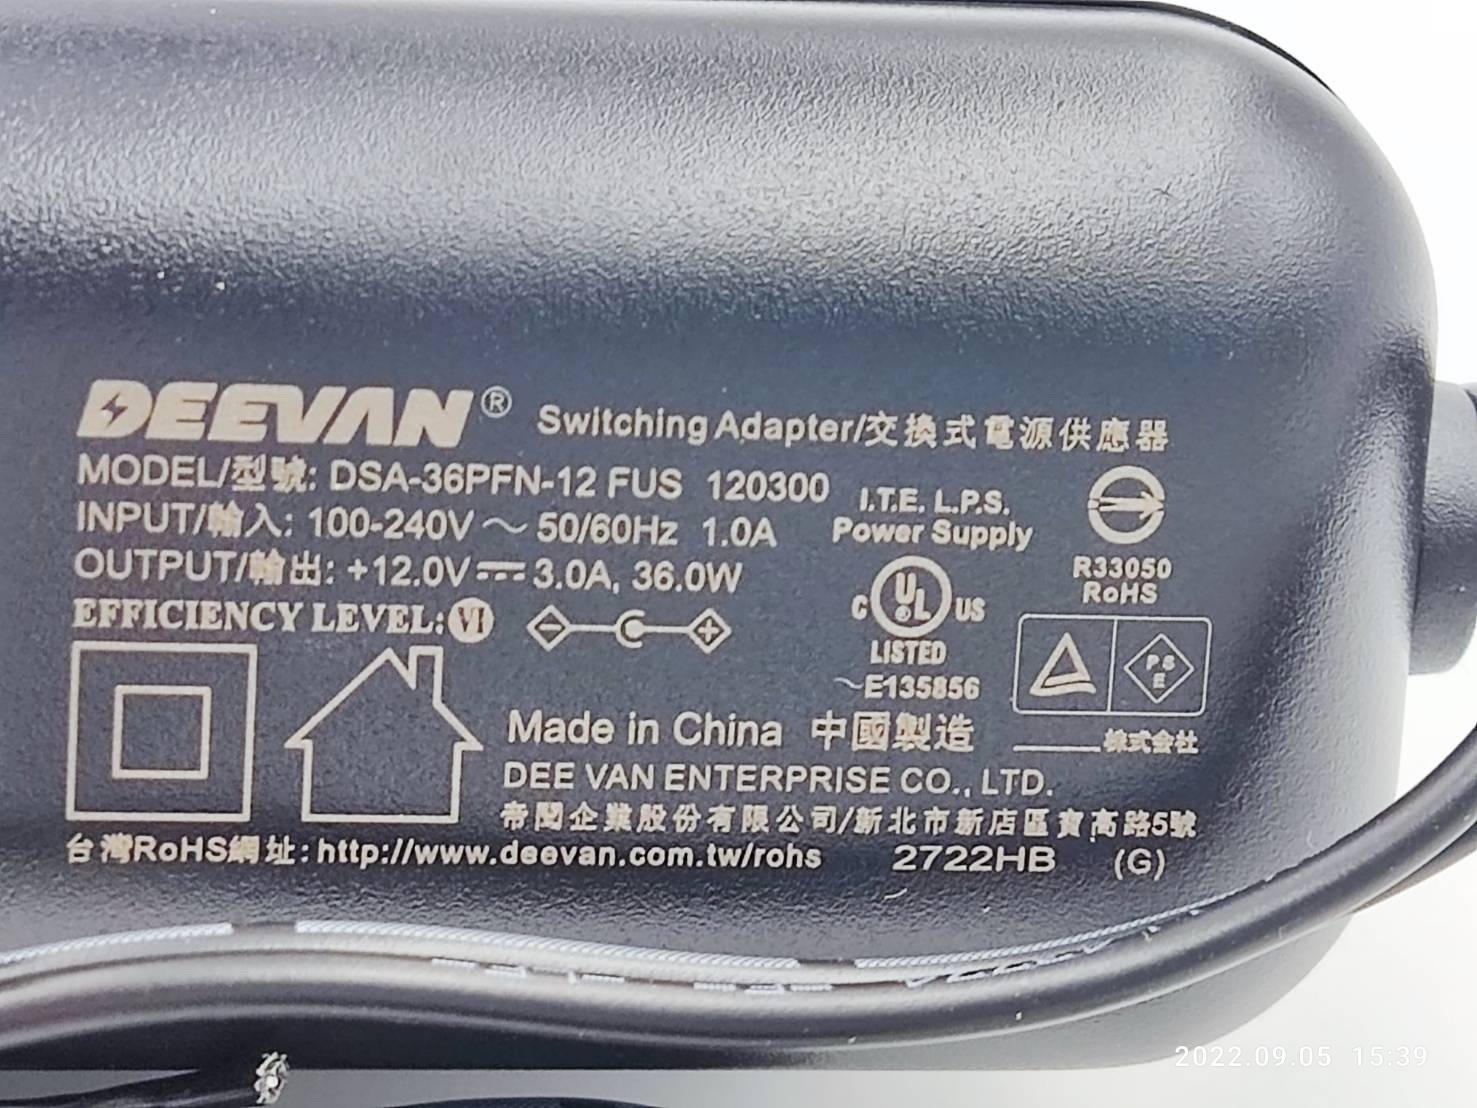 DEEVAN® Switching Adapter/交換式電源供應器
MODEL/型號: DSA-36PFN-12 FUS 120300
INPUT/輸入: 100-240V～50/60Hz 1.0A
OUTPUT/輸出: +12.0V⎓3.0A, 36.0W
EFFICIENCY LEVEL:VI
I.T.E. L.P.S.
Power Supply
R33050
RoHS
C UL US
LISTED
E135856
PS
E
株式会社
Made in China 中國製造
DEE VAN ENTERPRISE CO., LTD.
帝聞企業股份有限公司/新北市新店區寶高路5號
台灣RoHS網址:http://www.deevan.com.tw/rohs 2722HB (G)
2022.09.05 15:39